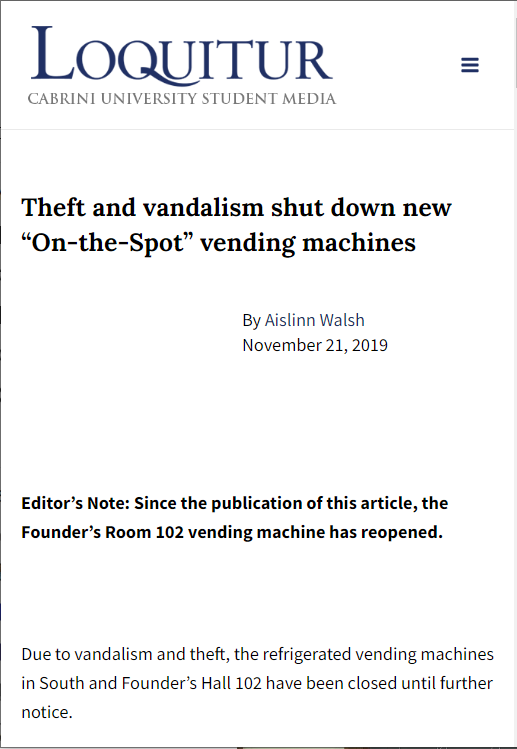 LOQUITUR
CABRINI UNIVERSITY STUDENT MEDIA
Theft and vandalism shut down new
“On-the-Spot” vending machines
By Aislinn Walsh
November 21, 2019
Editor’s Note: Since the publication of this article, the
Founder’s Room 102 vending machine has reopened.
Due to vandalism and theft, the refrigerated vending machines
in South and Founder’s Hall 102 have been closed until further
notice.